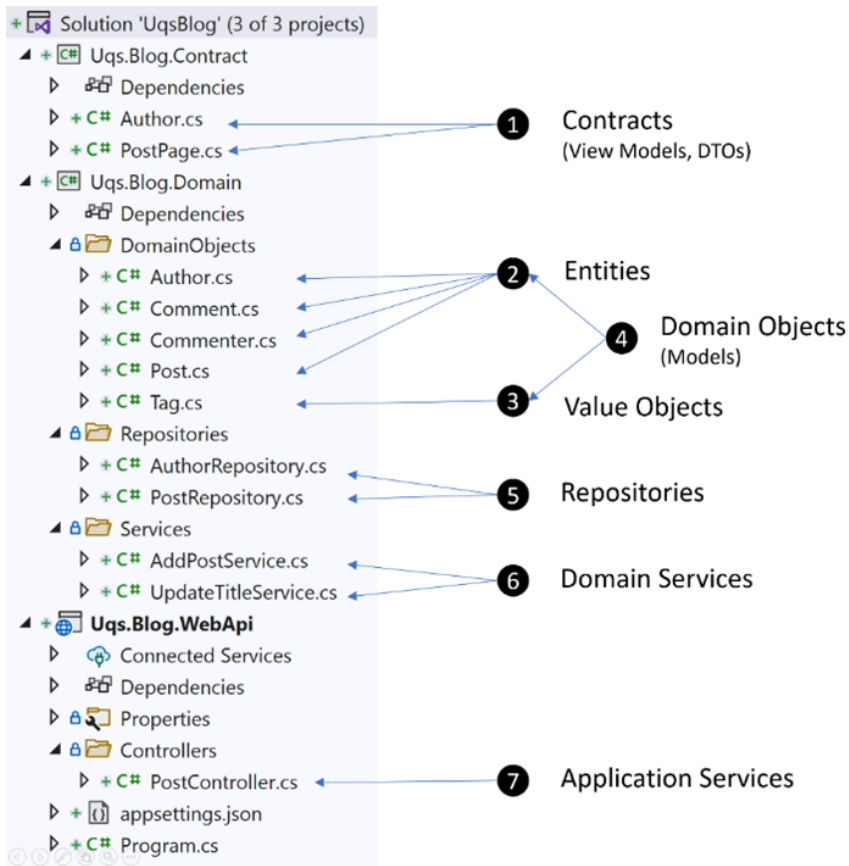 Solution 'UqsBlog' (3 of 3 projects)
C# Uqs.Blog.Contract
Dependencies
C# Author.cs
C# PostPage.cs
1 Contracts
(View Models, DTOs)
C# Uqs.Blog.Domain
Dependencies
DomainObjects
C# Author.cs
2 Entities
C# Comment.cs
C# Commenter.cs
4 Domain Objects
(Models)
C# Post.cs
C# Tag.cs
3 Value Objects
Repositories
C# AuthorRepository.cs
C# PostRepository.cs
5 Repositories
Services
C# AddPostService.cs
C# UpdateTitleService.cs
6 Domain Services
Uqs.Blog.WebApi
Connected Services
Dependencies
Properties
Controllers
C# PostController.cs
7 Application Services
appsettings.json
C# Program.cs